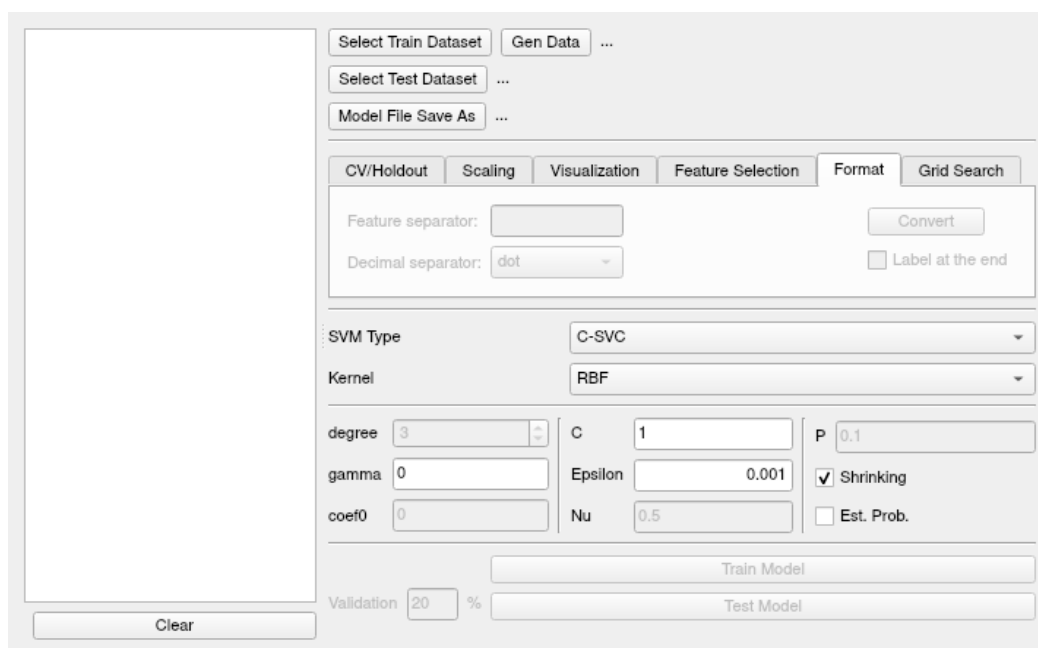 Select Train Dataset Gen Data ...
Select Test Dataset ...
Model File Save As ...
CV/Holdout Scaling Visualization Feature Selection Format Grid Search
Feature separator: Convert
Decimal separator: dot Label at the end
SVM Type C-SVC
Kernel RBF
degree 3 C 1 P 0.1
gamma 0 Epsilon 0.001 Shrinking
coef0 0 Nu 0.5 Est. Prob.
Train Model
Validation 20 % Test Model
Clear